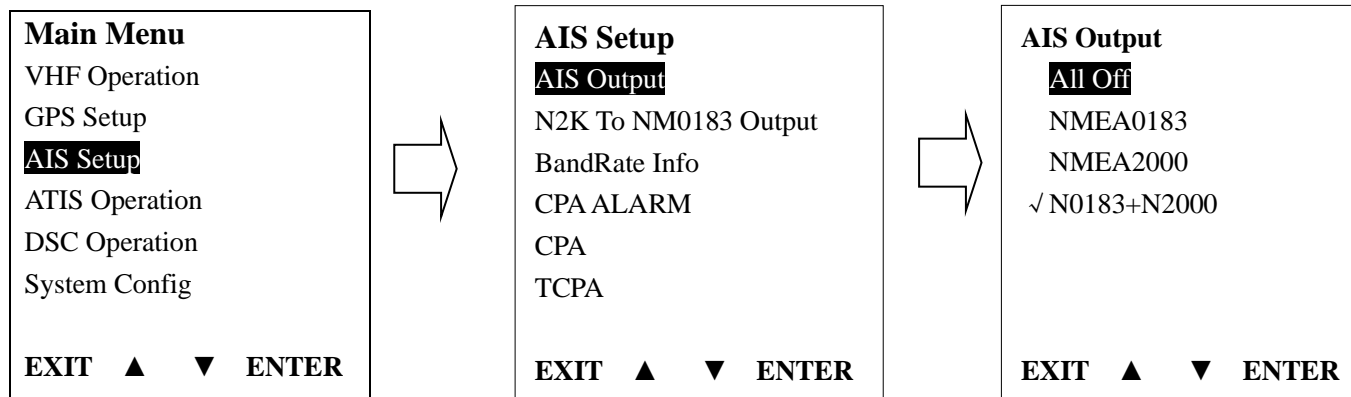 Main Menu
VHF Operation
GPS Setup
AIS Setup
ATIS Operation
DSC Operation
System Config
EXIT ▲ ▼ ENTER
AIS Setup
AIS Output
N2K To NM0183 Output
BandRate Info
CPA ALARM
CPA
TCPA
EXIT ▲ ▼ ENTER
AIS Output
All Off
NMEA0183
NMEA2000
√ N0183+N2000
EXIT ▲ ▼ ENTER